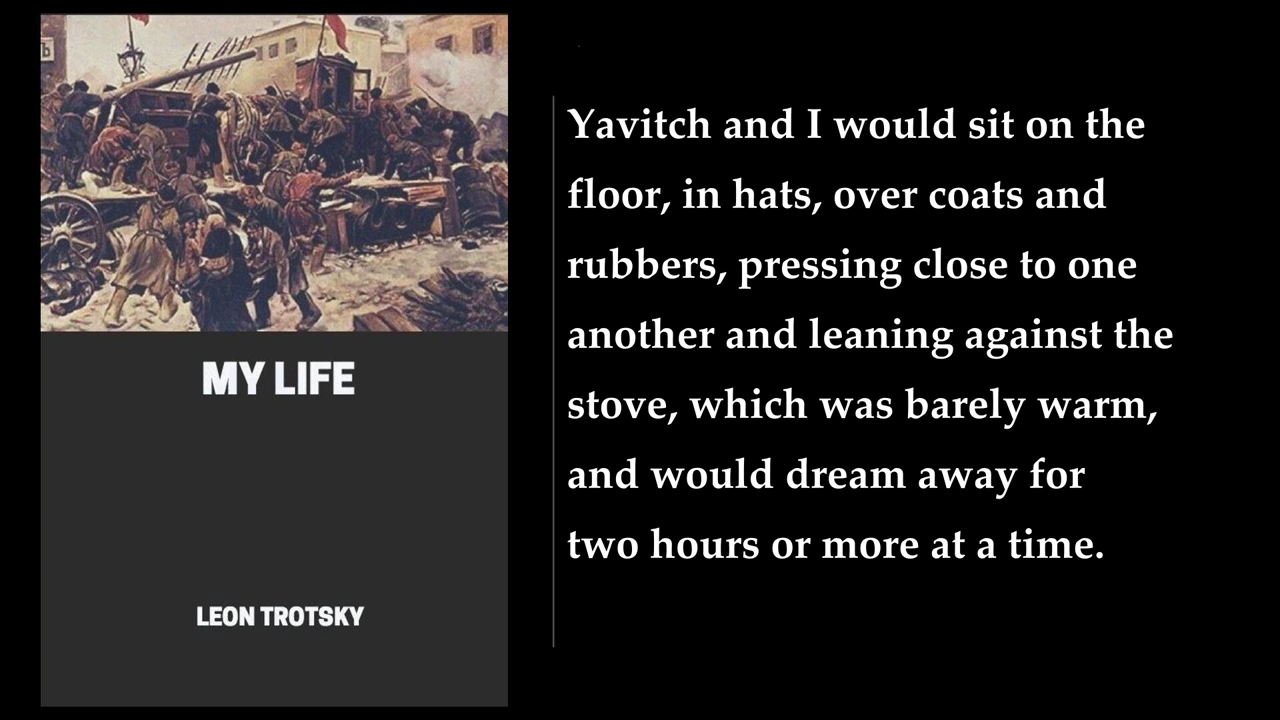 MY LIFE
LEON TROTSKY
Yavitch and I would sit on the
floor, in hats, over coats and
rubbers, pressing close to one
another and leaning against the
stove, which was barely warm,
and would dream away for
two hours or more at a time.